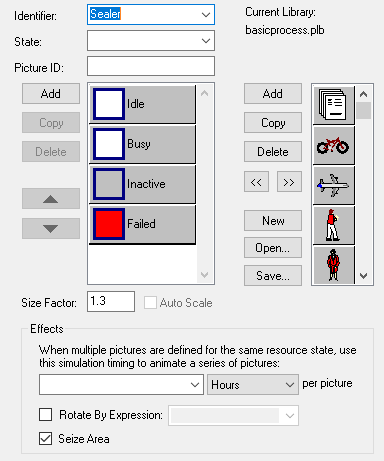 Identifier: Sealer
Current Library:
State:
basicprocess.plb
Picture ID:
Add
Copy
Delete
Idle
Busy
Inactive
Failed
Add
Copy
Delete
<< >>
New
Open...
Save...
Size Factor: 1.3 Auto Scale
Effects
When multiple pictures are defined for the same resource state, use
this simulation timing to animate a series of pictures:
Hours per picture
Rotate By Expression:
Seize Area